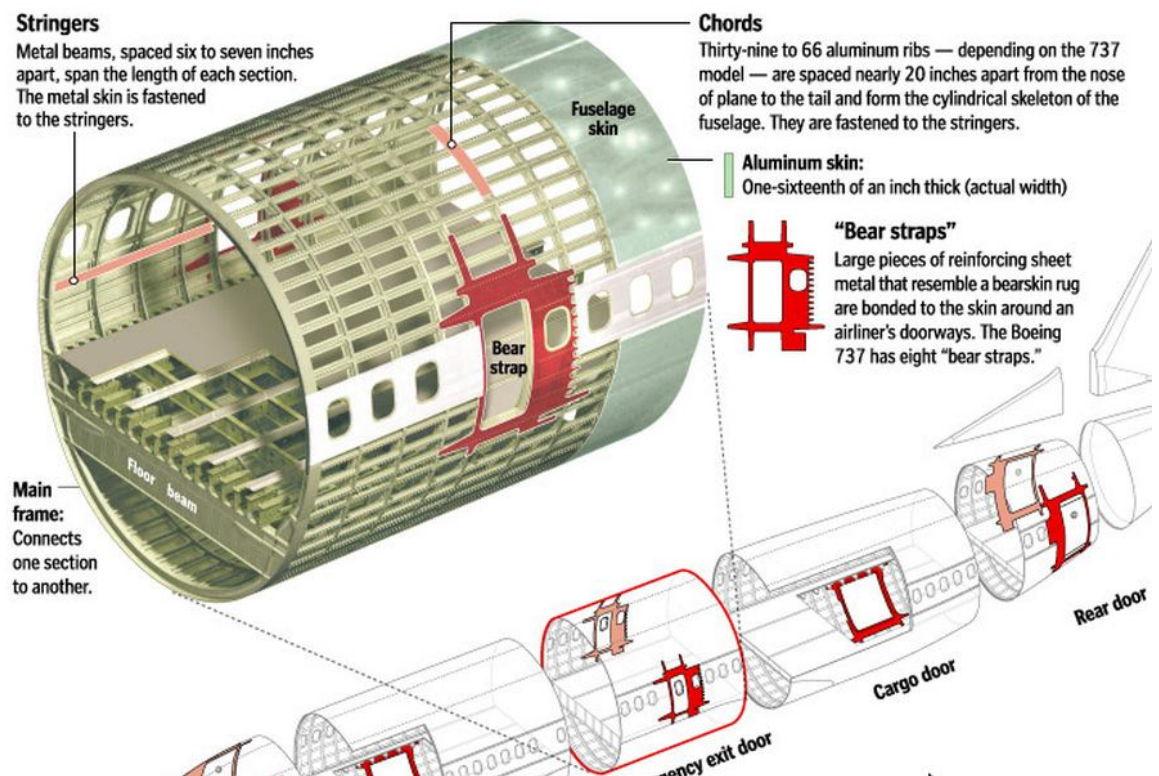 Stringers
Metal beams, spaced six to seven inches
apart, span the length of each section.
The metal skin is fastened
to the stringers.
Chords
Thirty-nine to 66 aluminum ribs — depending on the 737
model — are spaced nearly 20 inches apart from the nose
of plane to the tail and form the cylindrical skeleton of the
fuselage. They are fastened to the stringers.
Fuselage
skin
Aluminum skin:
One-sixteenth of an inch thick (actual width)
“Bear straps”
Large pieces of reinforcing sheet
metal that resemble a bearskin rug
are bonded to the skin around an
airliner’s doorways. The Boeing
737 has eight “bear straps.”
Bear
strap
Floor beam
Main
frame:
Connects
one section
to another.
Rear door
Cargo door
exit door